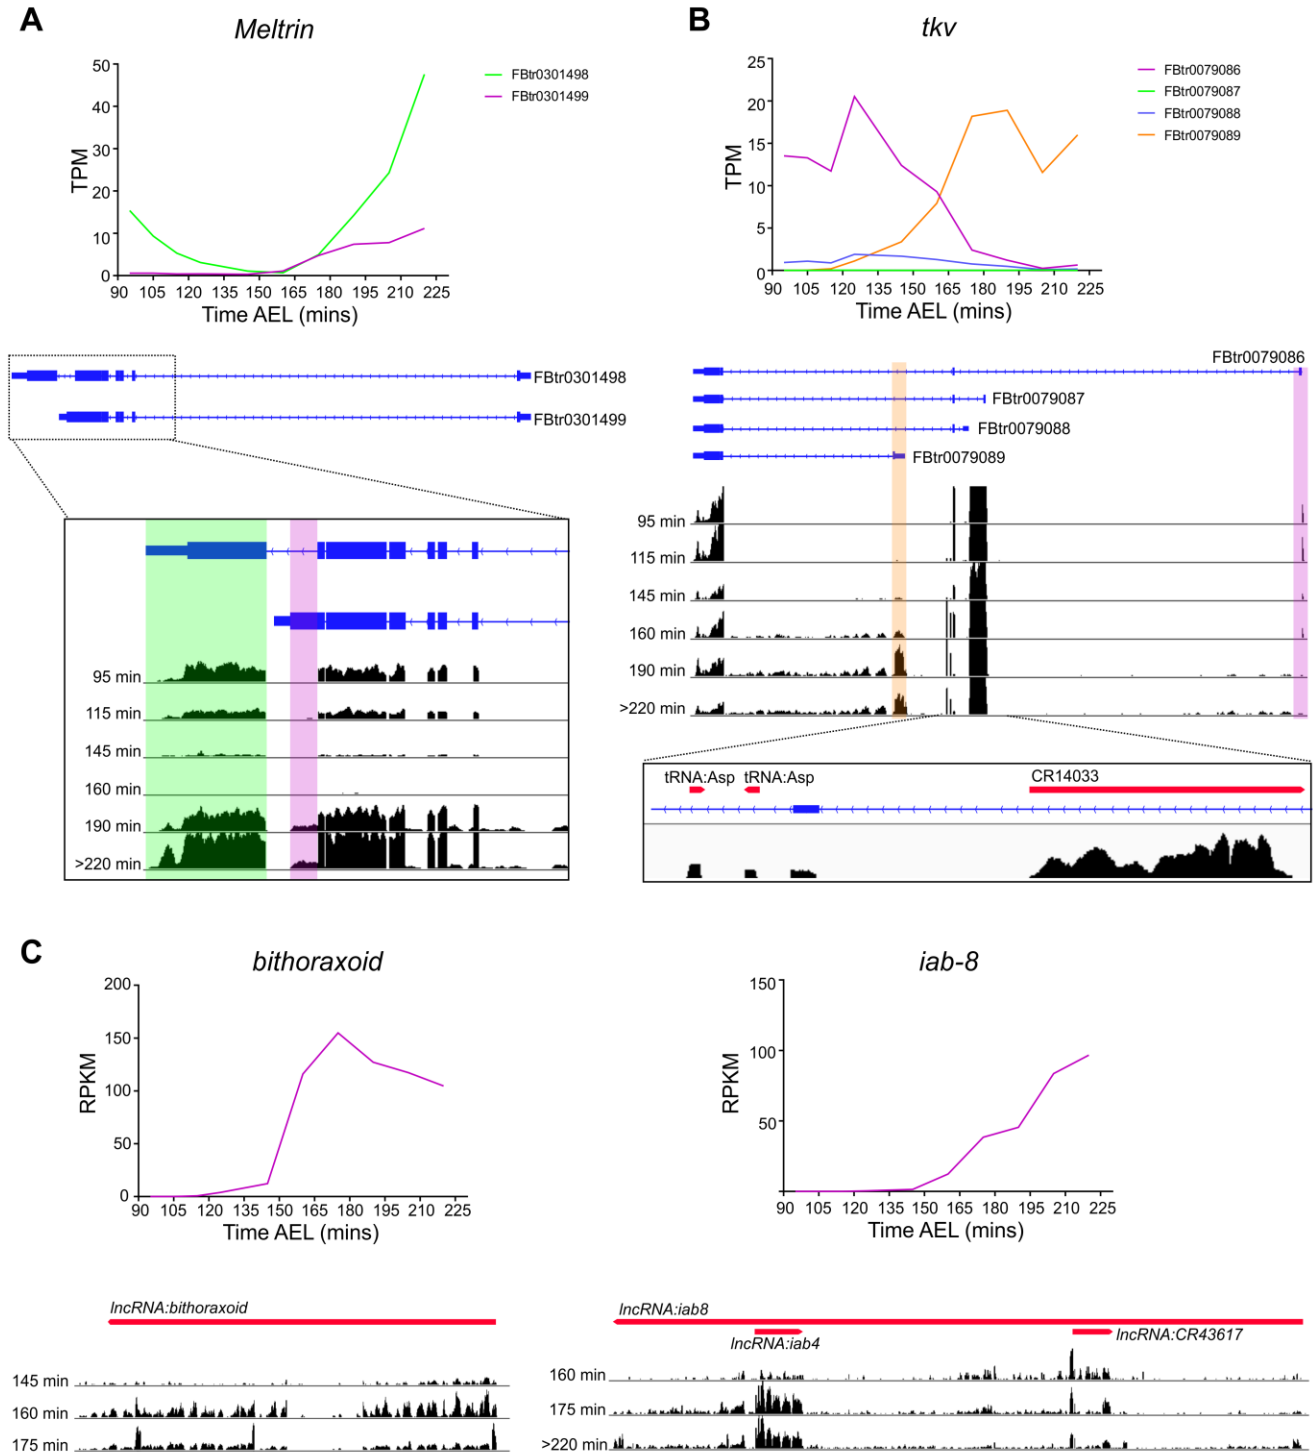 A
Meltrin
50
40
30
20
10
0
TPM
90 105 120 135 150 165 180 195 210 225
Time AEL (mins)
FBtr0301498
FBtr0301499
FBtr0301498
FBtr0301499
95 min
115 min
145 min
160 min
190 min
>220 min
B
tkv
25
20
15
10
5
0
TPM
90 105 120 135 150 165 180 195 210 225
Time AEL (mins)
FBtr0079086
FBtr0079087
FBtr0079088
FBtr0079089
FBtr0079086
FBtr0079087
FBtr0079088
FBtr0079089
95 min
115 min
145 min
160 min
190 min
>220 min
tRNA:Asp tRNA:Asp CR14033
C
bithoraxoid
200
150
100
50
0
RPKM
90 105 120 135 150 165 180 195 210 225
Time AEL (mins)
lncRNA:bithoraxoid
145 min
160 min
175 min
iab-8
150
100
50
RPKM
90 105 120 135 150 165 180 195 210 225
Time AEL (mins)
lncRNA:iab8
lncRNA:iab4
lncRNA:CR43617
160 min
175 min
>220 min